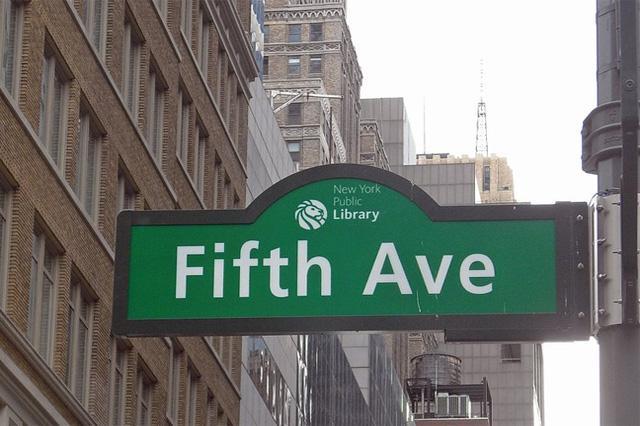 New York
Public
Library
Fifth Ave